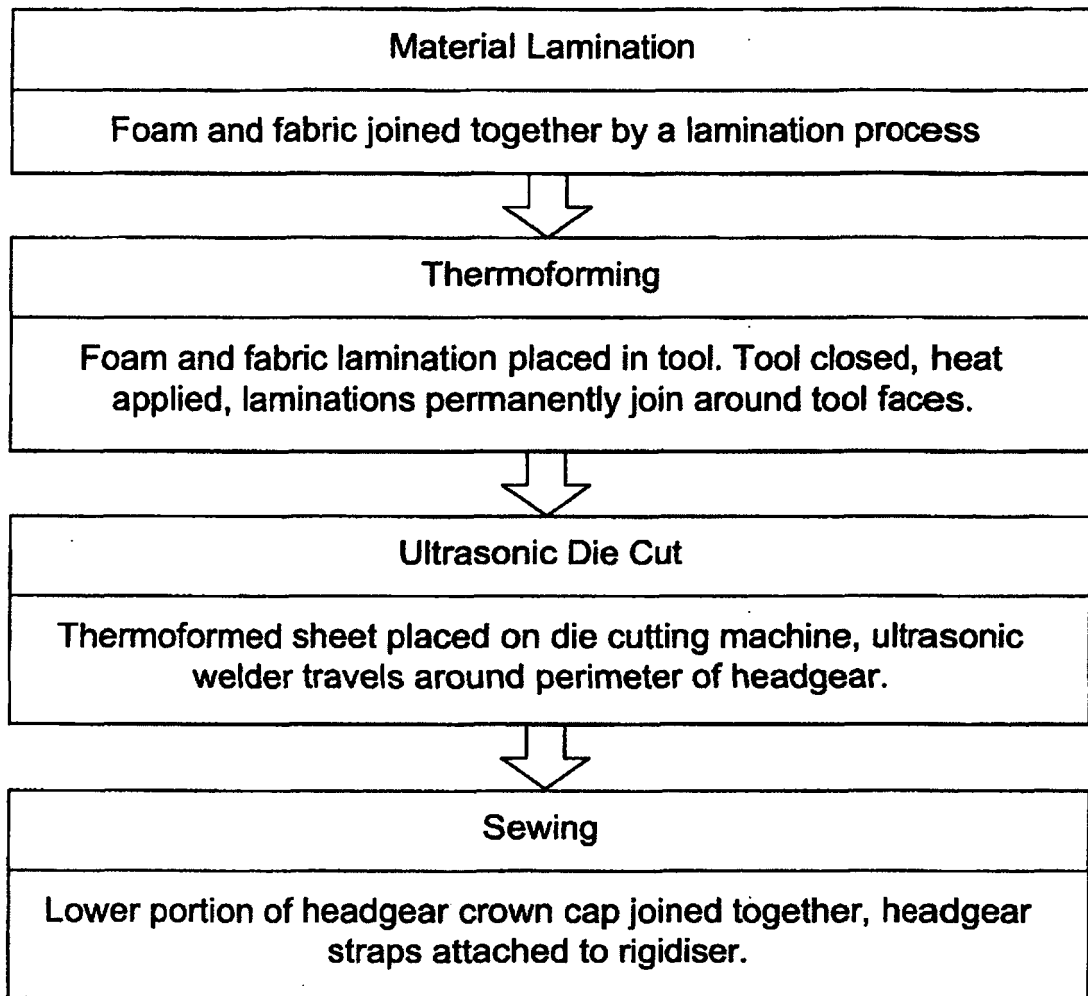 Material Lamination
Foam and fabric joined together by a lamination process
Thermoforming
Foam and fabric lamination placed in tool. Tool closed, heat
applied, laminations permanently join around tool faces.
Ultrasonic Die Cut
Thermoformed sheet placed on die cutting machine, ultrasonic
welder travels around perimeter of headgear.
Sewing
Lower portion of headgear crown cap joined together, headgear
straps attached to rigidiser.